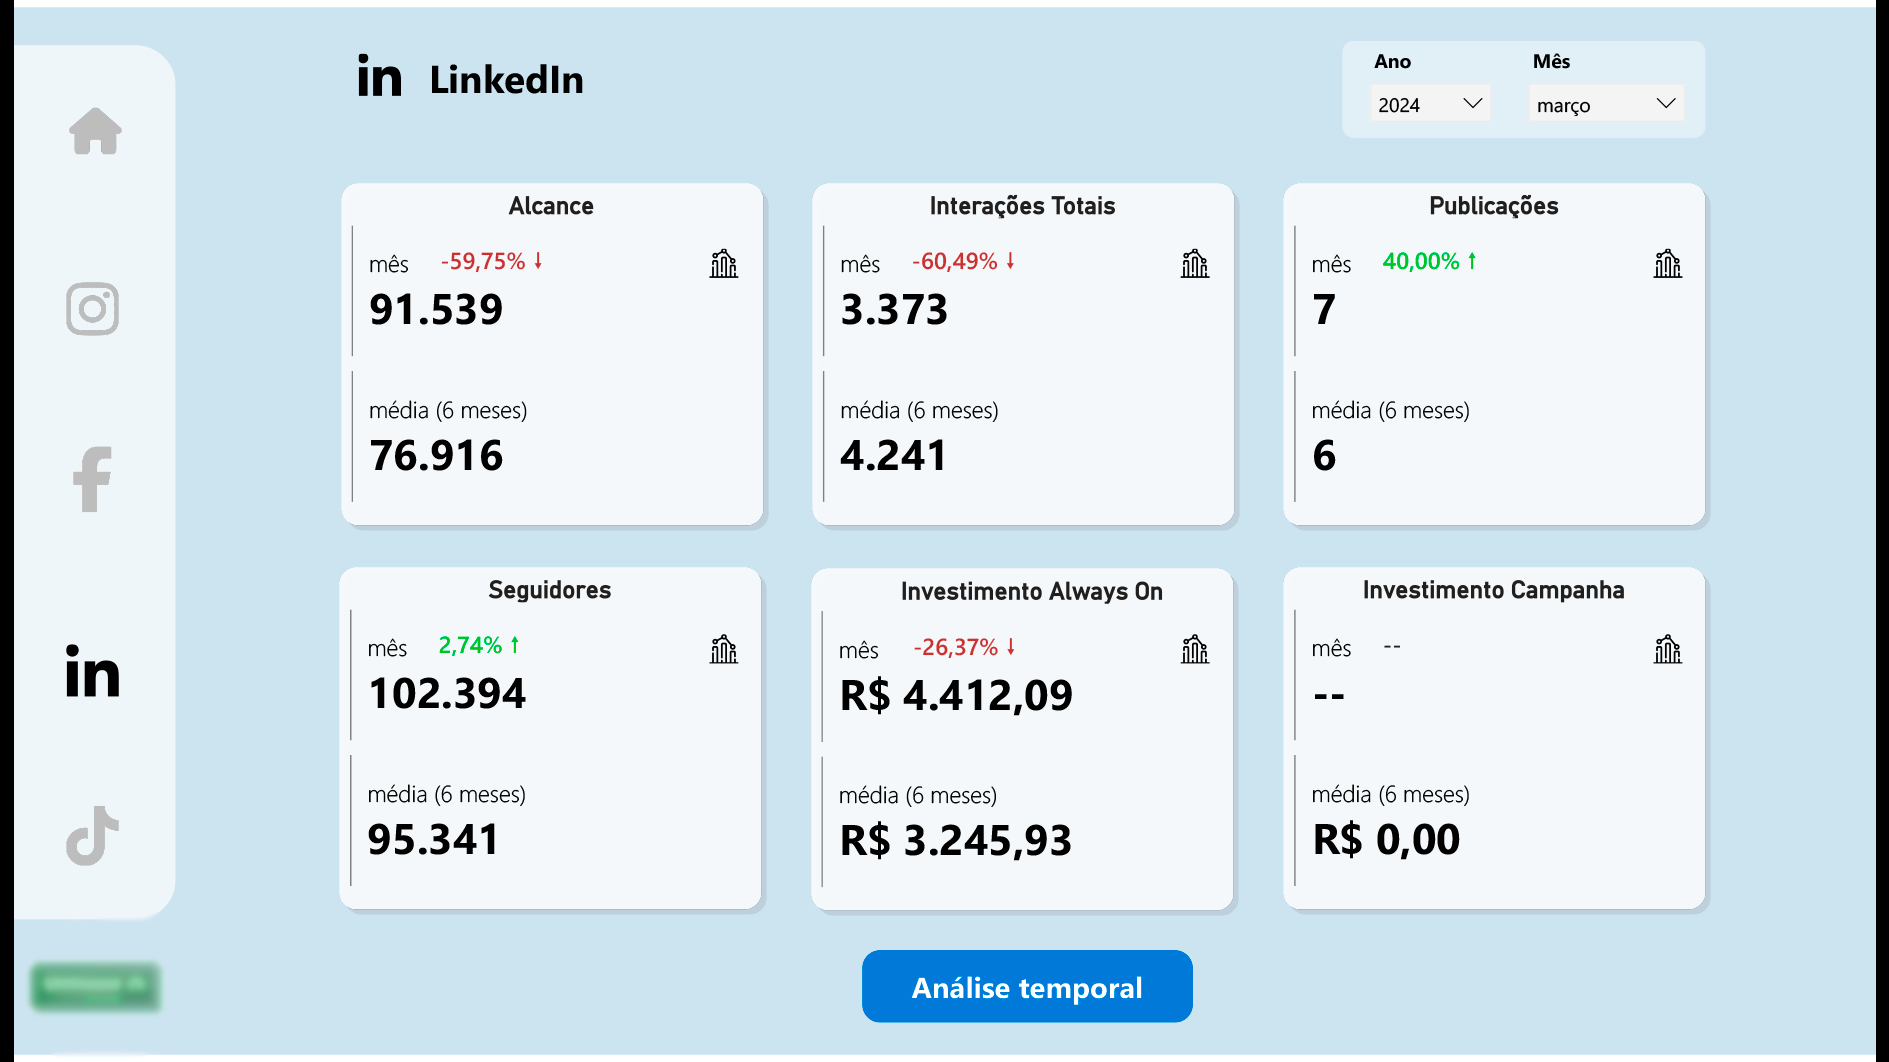 in LinkedIn
Ano
Mês
2024
março
Alcance
mês -59,75% ↓
91.539
média (6 meses)
76.916
Interações Totais
mês -60,49% ↓
3.373
média (6 meses)
4.241
Publicações
mês 40,00% ↑
7
média (6 meses)
6
Seguidores
mês 2,74% ↑
102.394
média (6 meses)
95.341
Investimento Always On
mês -26,37% ↓
R$ 4.412,09
média (6 meses)
R$ 3.245,93
Investimento Campanha
mês --
--
média (6 meses)
R$ 0,00
in
Análise temporal